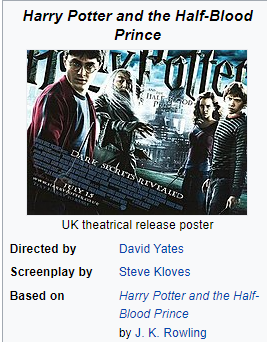 Harry Potter and the Half-Blood
Prince
Harry Potter
AND THE
HALF-BLOOD PRINCE
DARK SECRETS REVEALED
JULY 15
UK theatrical release poster
Directed by David Yates
Screenplay by Steve Kloves
Based on Harry Potter and the Half-
Blood Prince
by J. K. Rowling